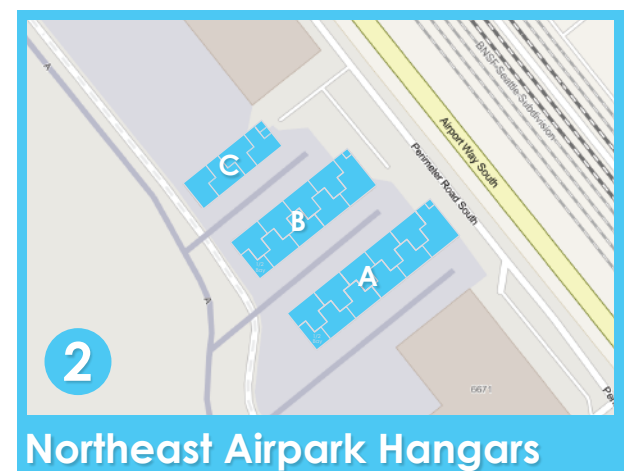 BNSF-Seattle-Subdivision
A
Airport Way South
Perimeter Road South
C
B
A
A
2
6671
Northeast Airpark Hangars